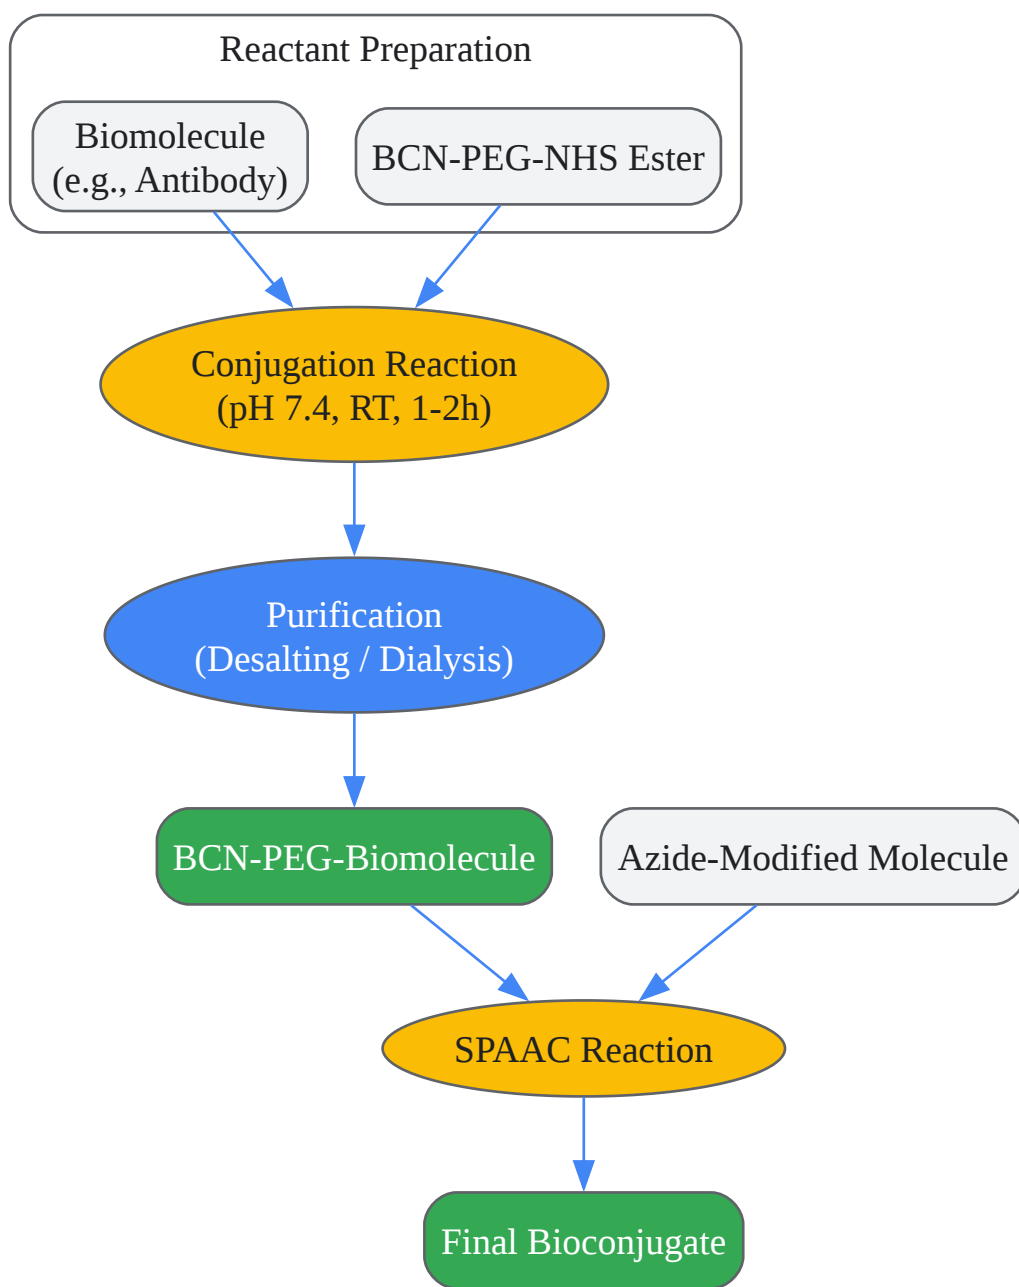 Reactant Preparation
Biomolecule
(e.g., Antibody)
BCN-PEG-NHS Ester
Conjugation Reaction
(pH 7.4, RT, 1-2h)
Purification
(Desalting / Dialysis)
BCN-PEG-Biomolecule
Azide-Modified Molecule
SPAAC Reaction
Final Bioconjugate